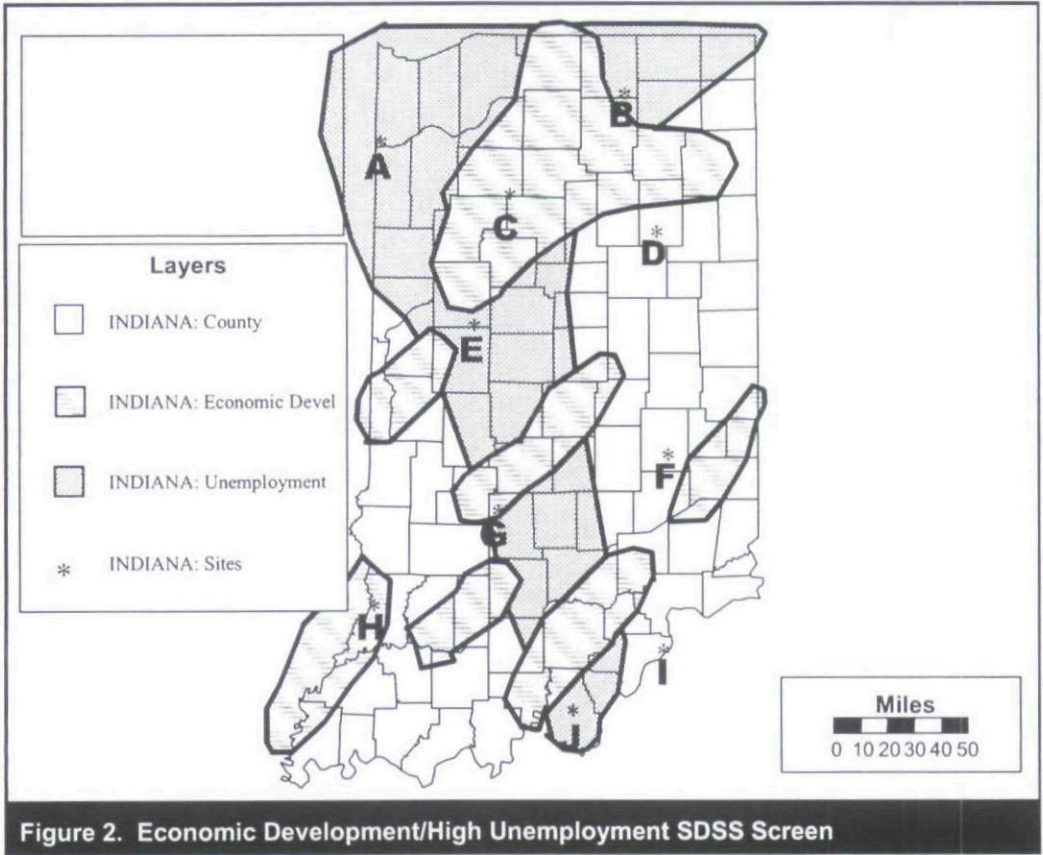 A
B
C
D
E
F
G
H
I
J
Layers
INDIANA: County
INDIANA: Economic Devel
INDIANA: Unemployment
* INDIANA: Sites
Miles
0 10 20 30 40 50
Figure 2. Economic Development/High Unemployment SDSS Screen